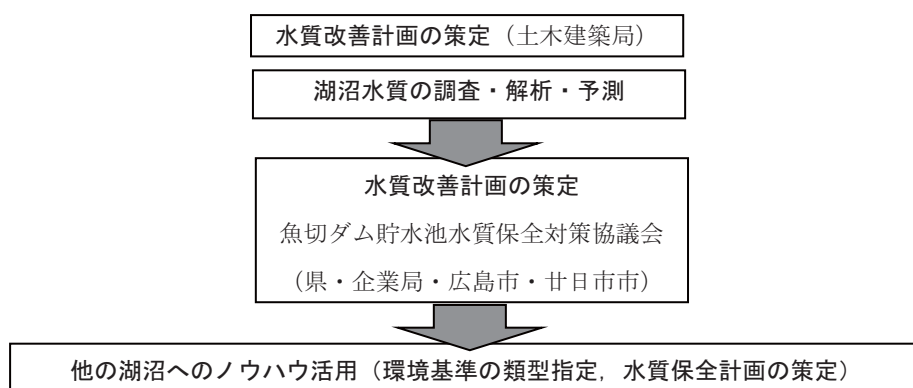 水質改善計画の策定（土木建築局）
湖沼水質の調査・解析・予測
水質改善計画の策定
魚切ダム貯水池水質保全対策協議会
（県・企業局・広島市・廿日市市）
他の湖沼へのノウハウ活用（環境基準の類型指定，水質保全計画の策定）